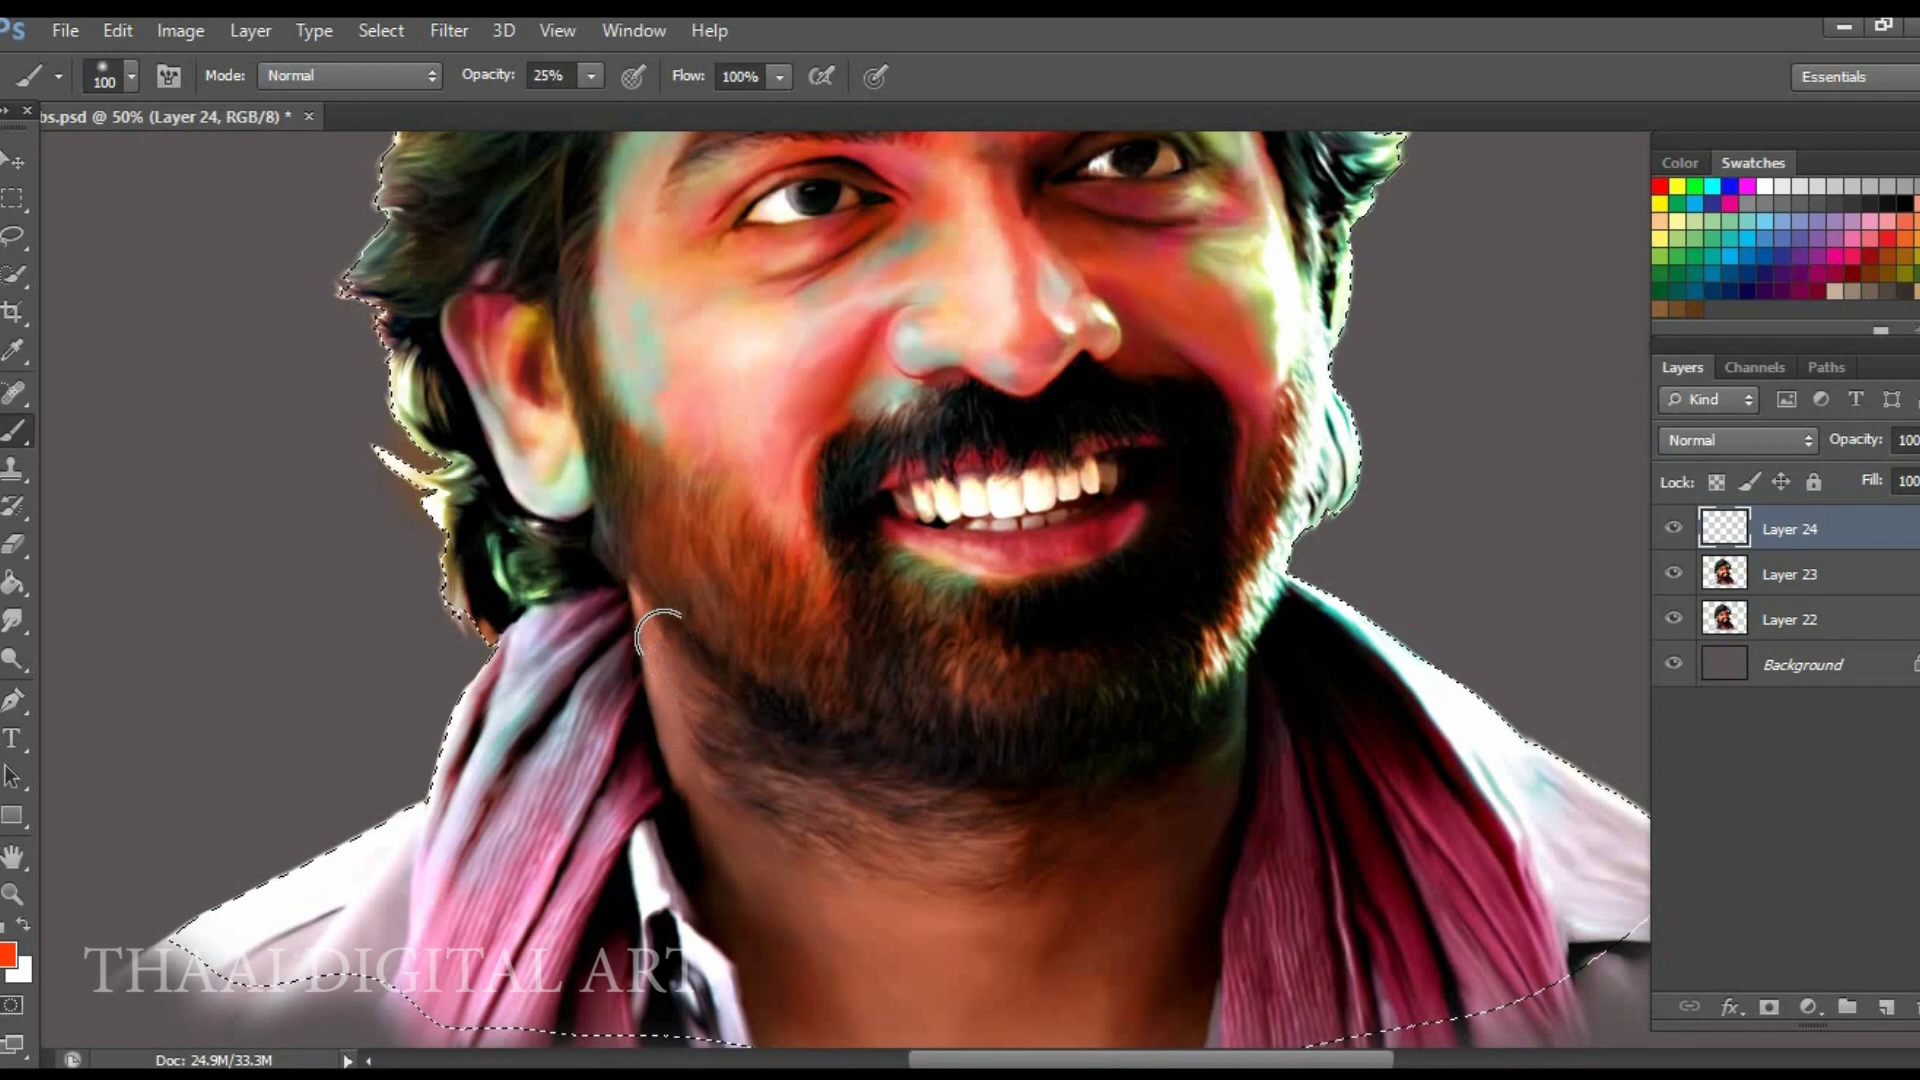 Ps File Edit Image Layer Type Select Filter 3D View Window Help
100 Mode: Normal Opacity: 25% Flow: 100% Essentials
bs.psd @ 50% (Layer 24, RGB/8) * ×
Color Swatches
Layers Channels Paths
Kind T
Normal Opacity: 100
Lock: Fill: 100
Layer 24
Layer 23
Layer 22
Background
T
THAAI DIGITAL ART
fx
Doc: 24.9M/33.3M